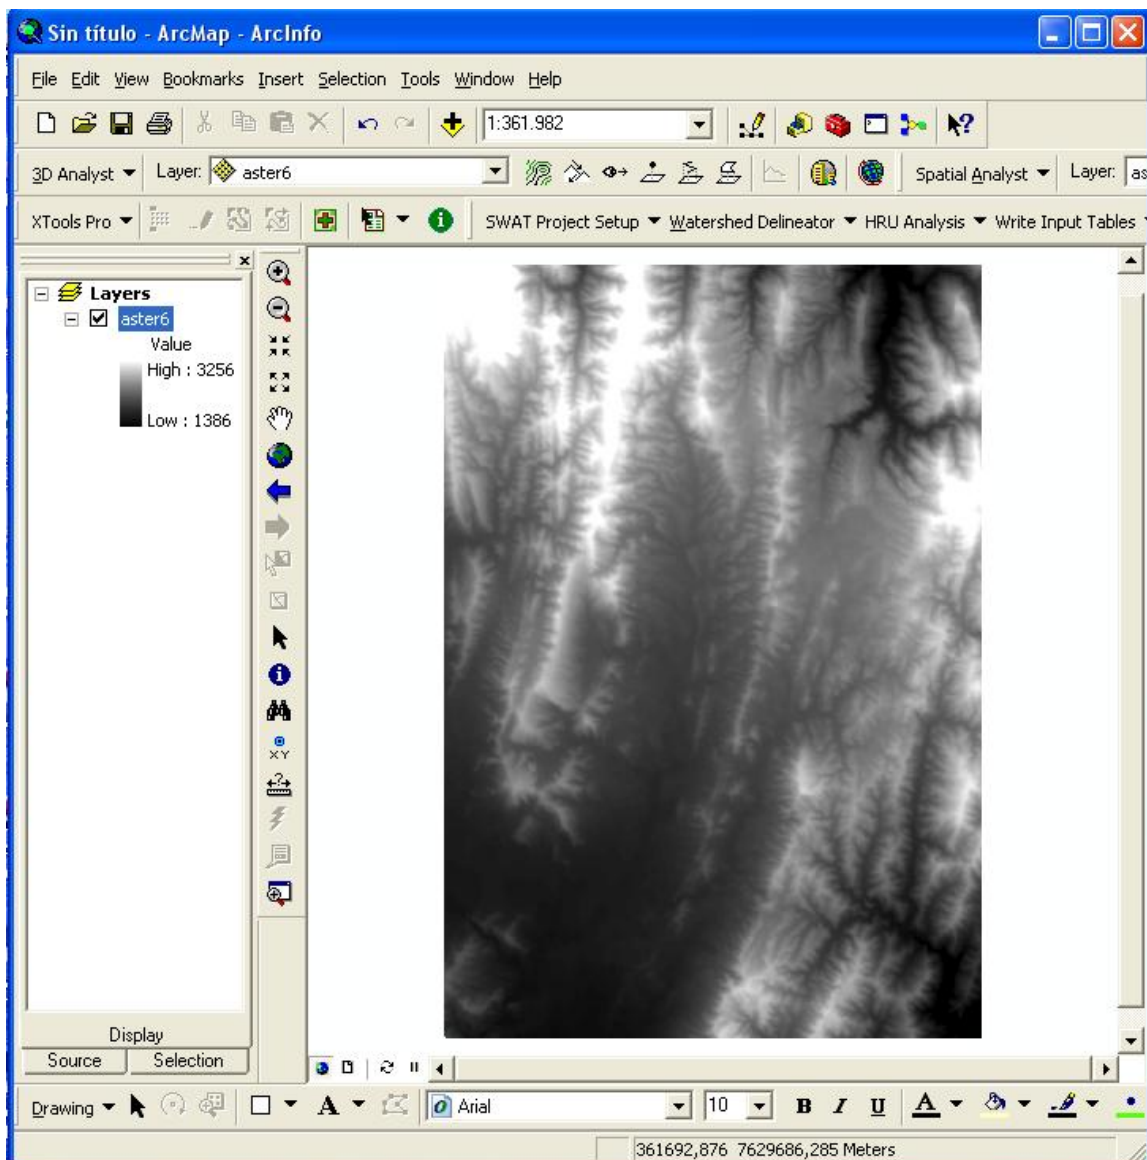 Sin título - ArcMap - ArcInfo
File Edit View Bookmarks Insert Selection Tools Window Help
1:361.982
3D Analyst Layer: aster6 Spatial Analyst Layer: as
XTools Pro SWAT Project Setup Watershed Delineator HRU Analysis Write Input Tables
Layers
aster6
Value
High : 3256
Low : 1386
XY
Display
Source Selection
Drawing A Arial 10 B I U A
361692,876 7629686,285 Meters